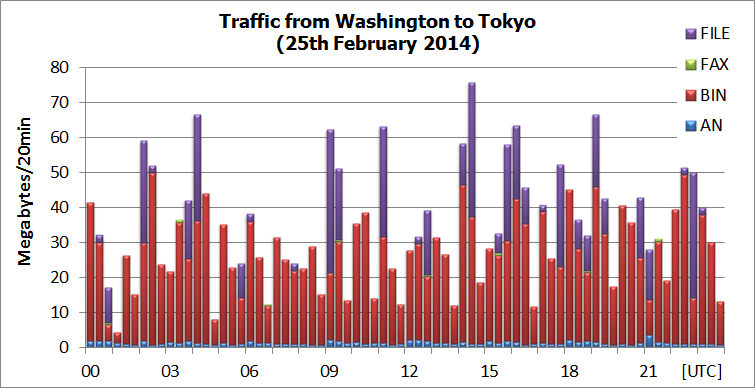 Traffic from Washington to Tokyo
(25th February 2014)
FILE
FAX
BIN
AN
Megabytes/20min
80
70
60
50
40
30
20
10
0
00 03 06 09 12 15 18 21 [UTC]